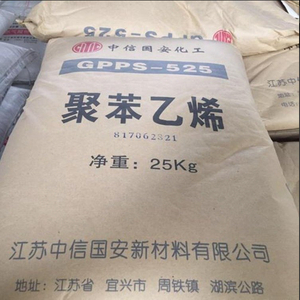 CITIC 中信国安化工
GPPS-525
聚苯乙烯
817062321
净重：25Kg
江苏中信国安新材料有限公司
地址：江苏省 宜兴市 周铁镇 湖滨公路